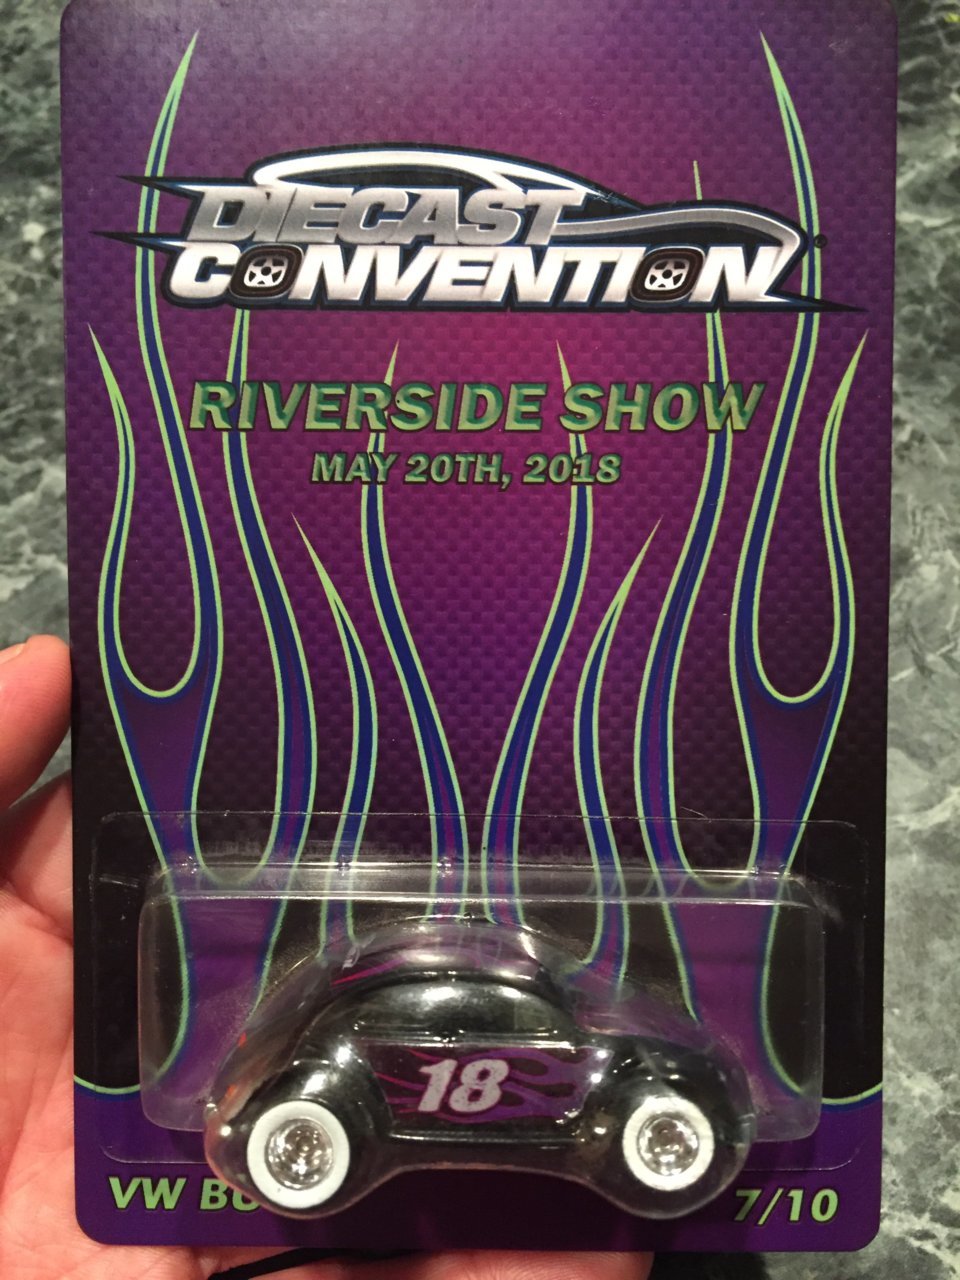 DIECAST
CONVENTION
RIVERSIDE SHOW
MAY 20TH, 2018
18
VW
7/10